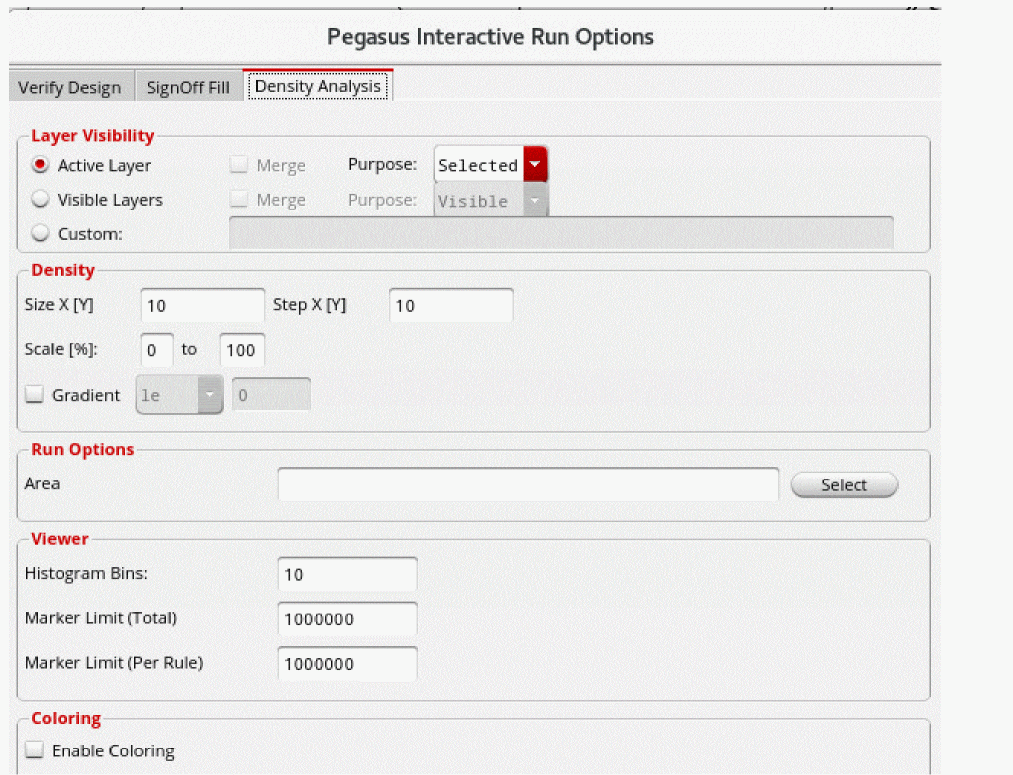 Pegasus Interactive Run Options
Verify Design SignOff Fill Density Analysis
Layer Visibility
Active Layer Merge Purpose: Selected
Visible Layers Merge Purpose: Visible
Custom:
Density
Size X [Y] 10 Step X [Y] 10
Scale [%]: 0 to 100
Gradient le 0
Run Options
Area Select
Viewer
Histogram Bins: 10
Marker Limit (Total) 1000000
Marker Limit (Per Rule) 1000000
Coloring
Enable Coloring